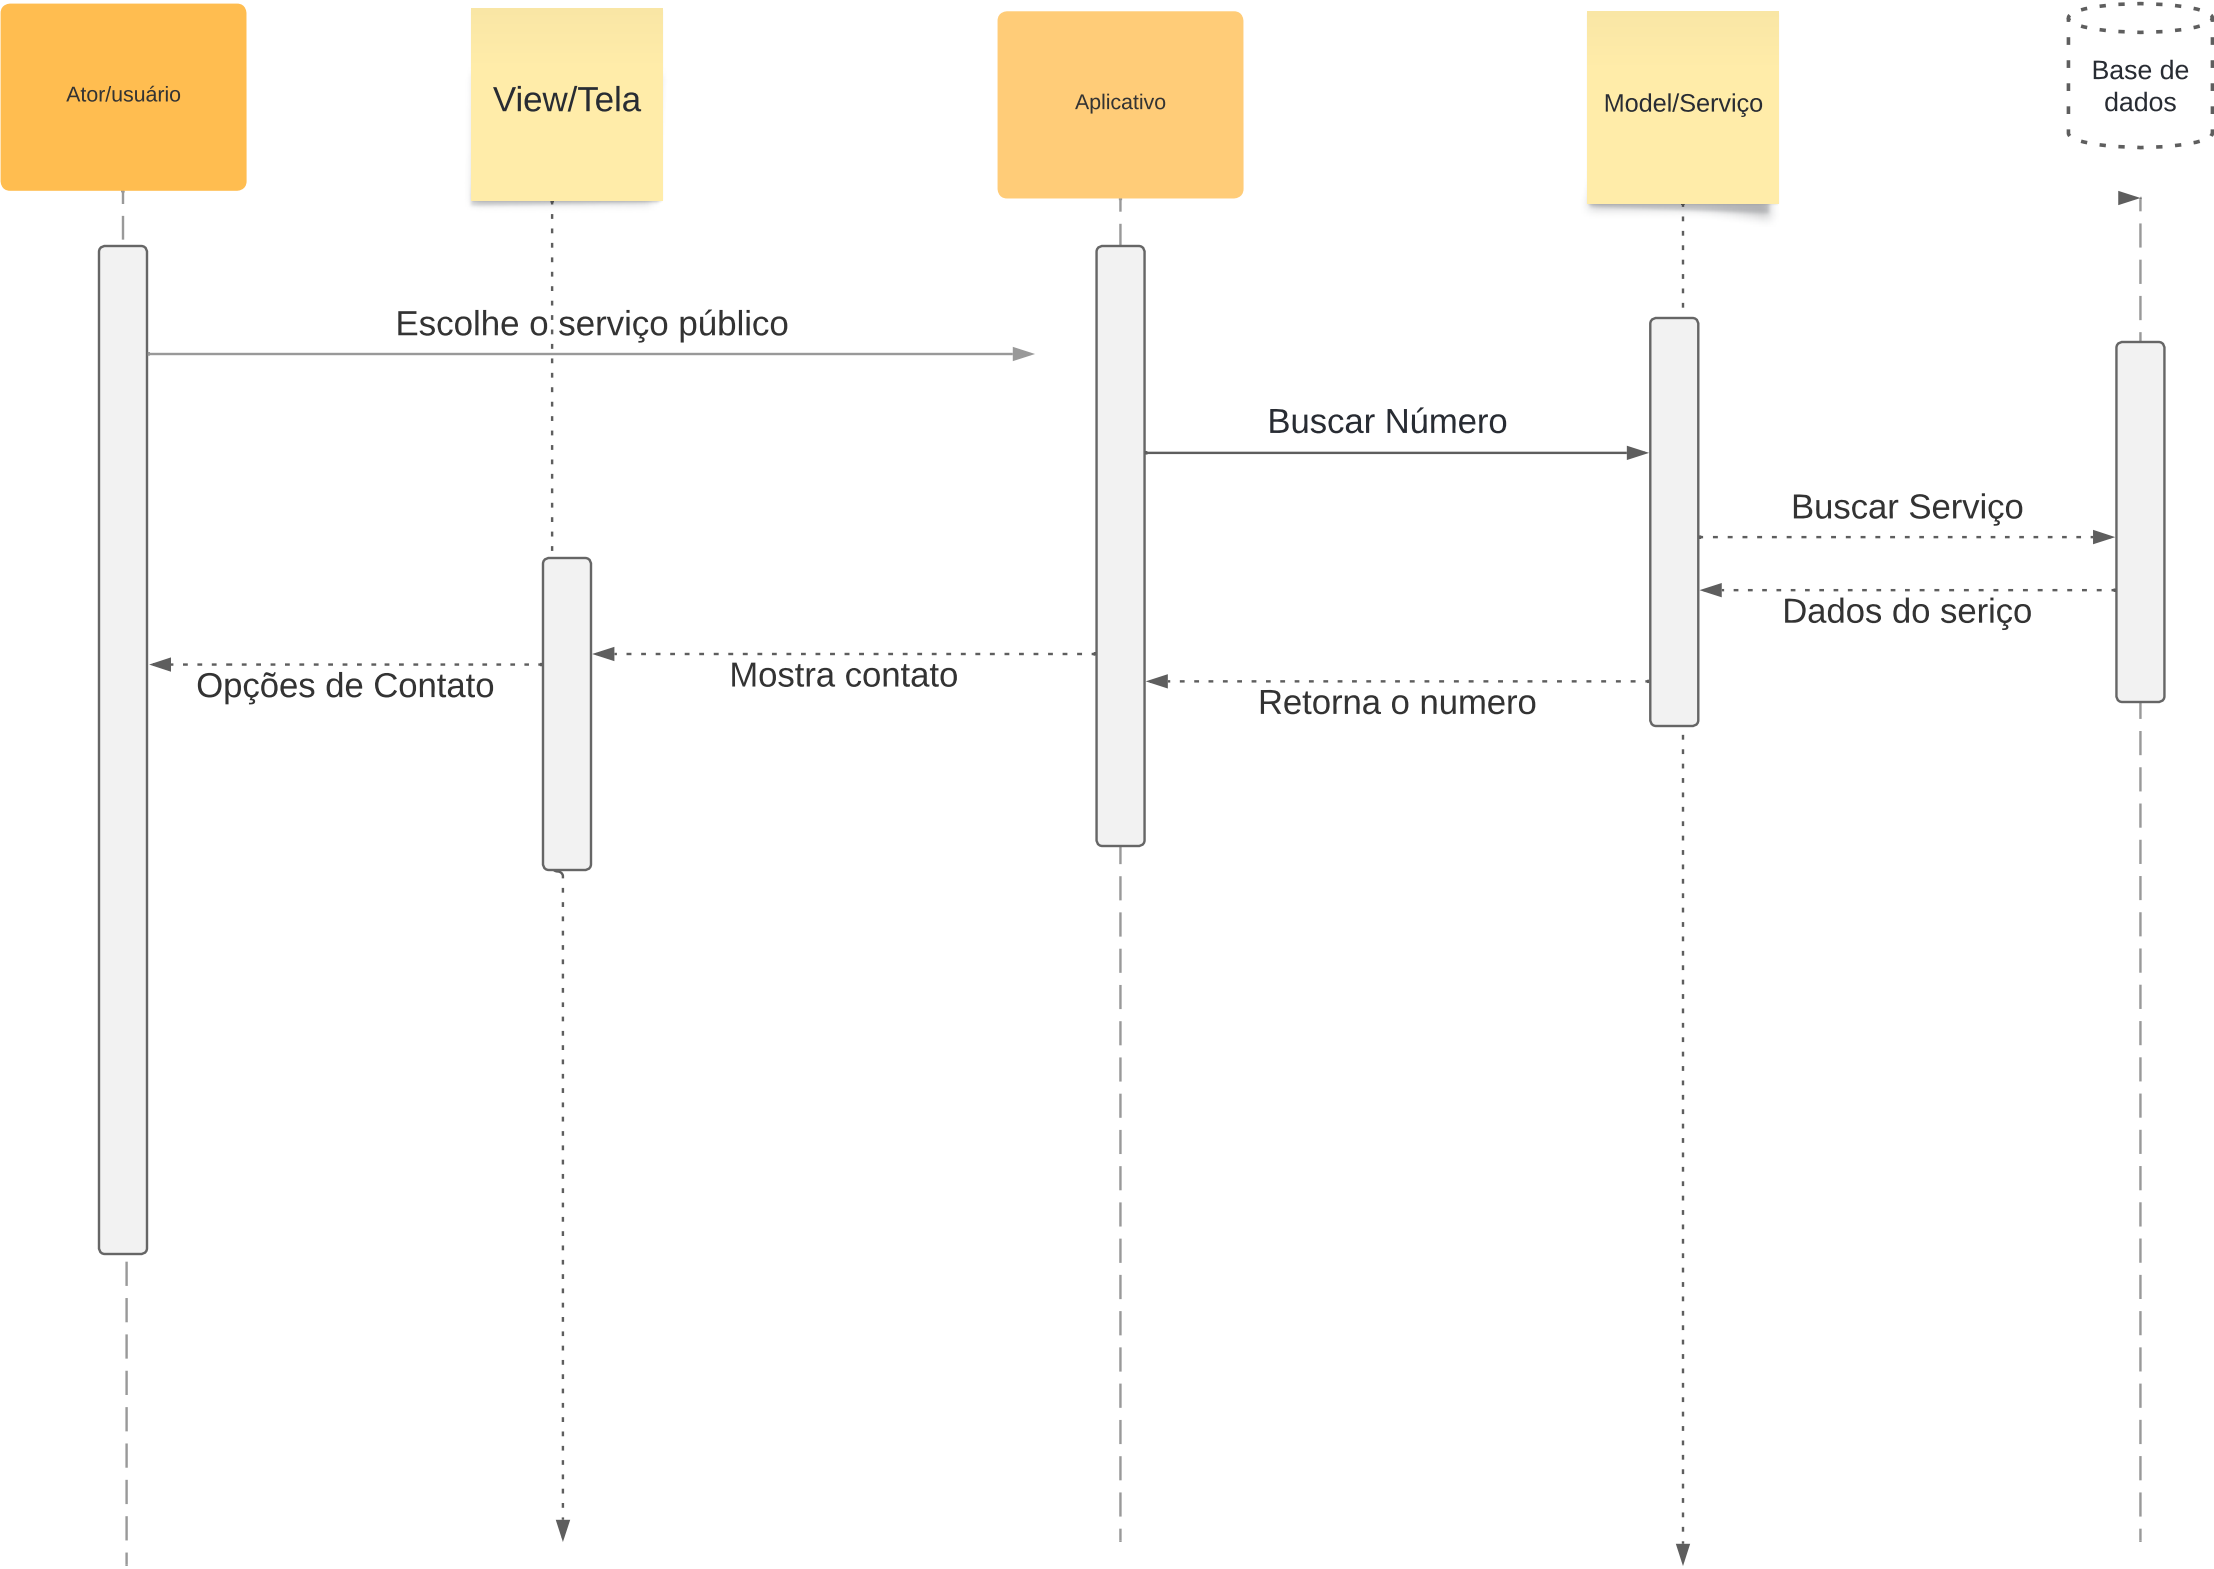 Ator/usuário
View/Tela
Aplicativo
Model/Serviço
Base de
dados
Escolhe o serviço público
Buscar Número
Buscar Serviço
Dados do seriço
Mostra contato
Opções de Contato
Retorna o numero